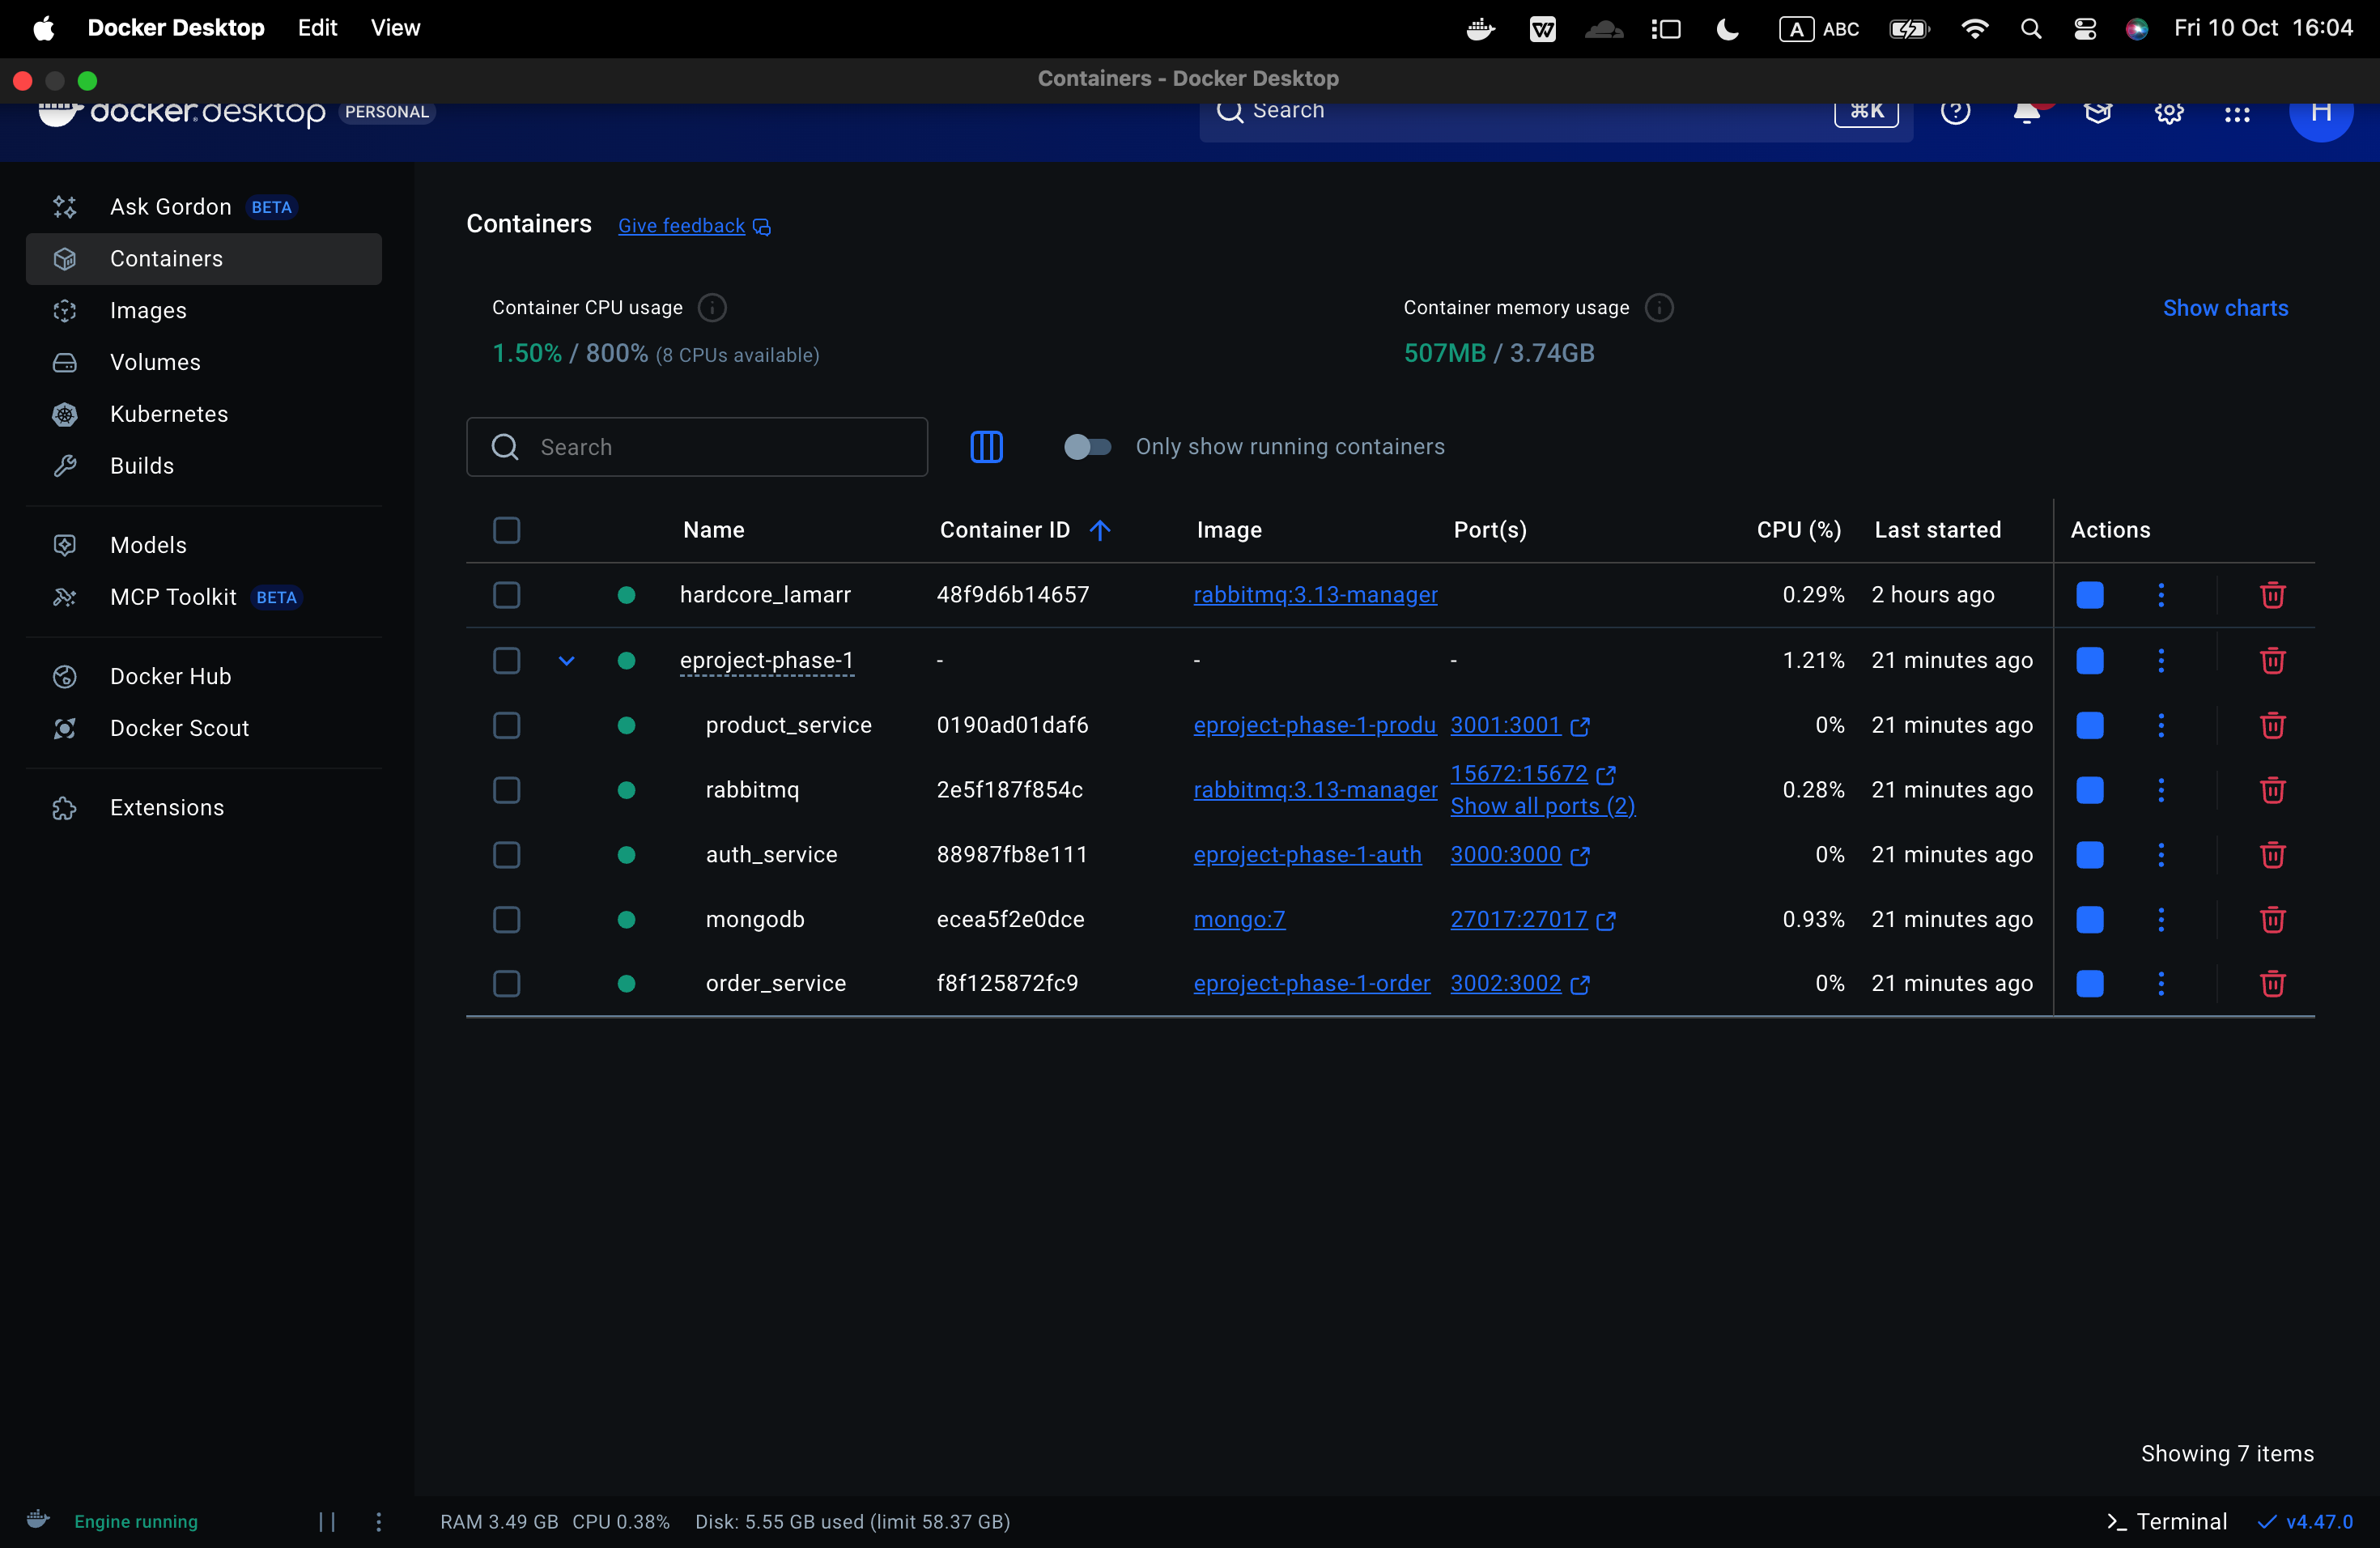 Docker Desktop Edit View
A ABC Fri 10 Oct 16:04
Containers - Docker Desktop
docker.desktop PERSONAL
Search ⌘K
H
Ask Gordon BETA
Containers
Images
Volumes
Kubernetes
Builds
Models
MCP Toolkit BETA
Docker Hub
Docker Scout
Extensions
Containers Give feedback
Container CPU usage
1.50% / 800% (8 CPUs available)
Container memory usage
507MB / 3.74GB
Show charts
Search
Only show running containers
Name Container ID Image Port(s) CPU (%) Last started Actions
hardcore_lamarr 48f9d6b14657 rabbitmq:3.13-manager 0.29% 2 hours ago
eproject-phase-1 - - - 1.21% 21 minutes ago
product_service 0190ad01daf6 eproject-phase-1-produ 3001:3001 0% 21 minutes ago
rabbitmq 2e5f187f854c rabbitmq:3.13-manager 15672:15672 0.28% 21 minutes ago
Show all ports (2)
auth_service 88987fb8e111 eproject-phase-1-auth 3000:3000 0% 21 minutes ago
mongodb ecea5f2e0dce mongo:7 27017:27017 0.93% 21 minutes ago
order_service f8f125872fc9 eproject-phase-1-order 3002:3002 0% 21 minutes ago
Showing 7 items
Engine running
RAM 3.49 GB CPU 0.38% Disk: 5.55 GB used (limit 58.37 GB)
Terminal v4.47.0